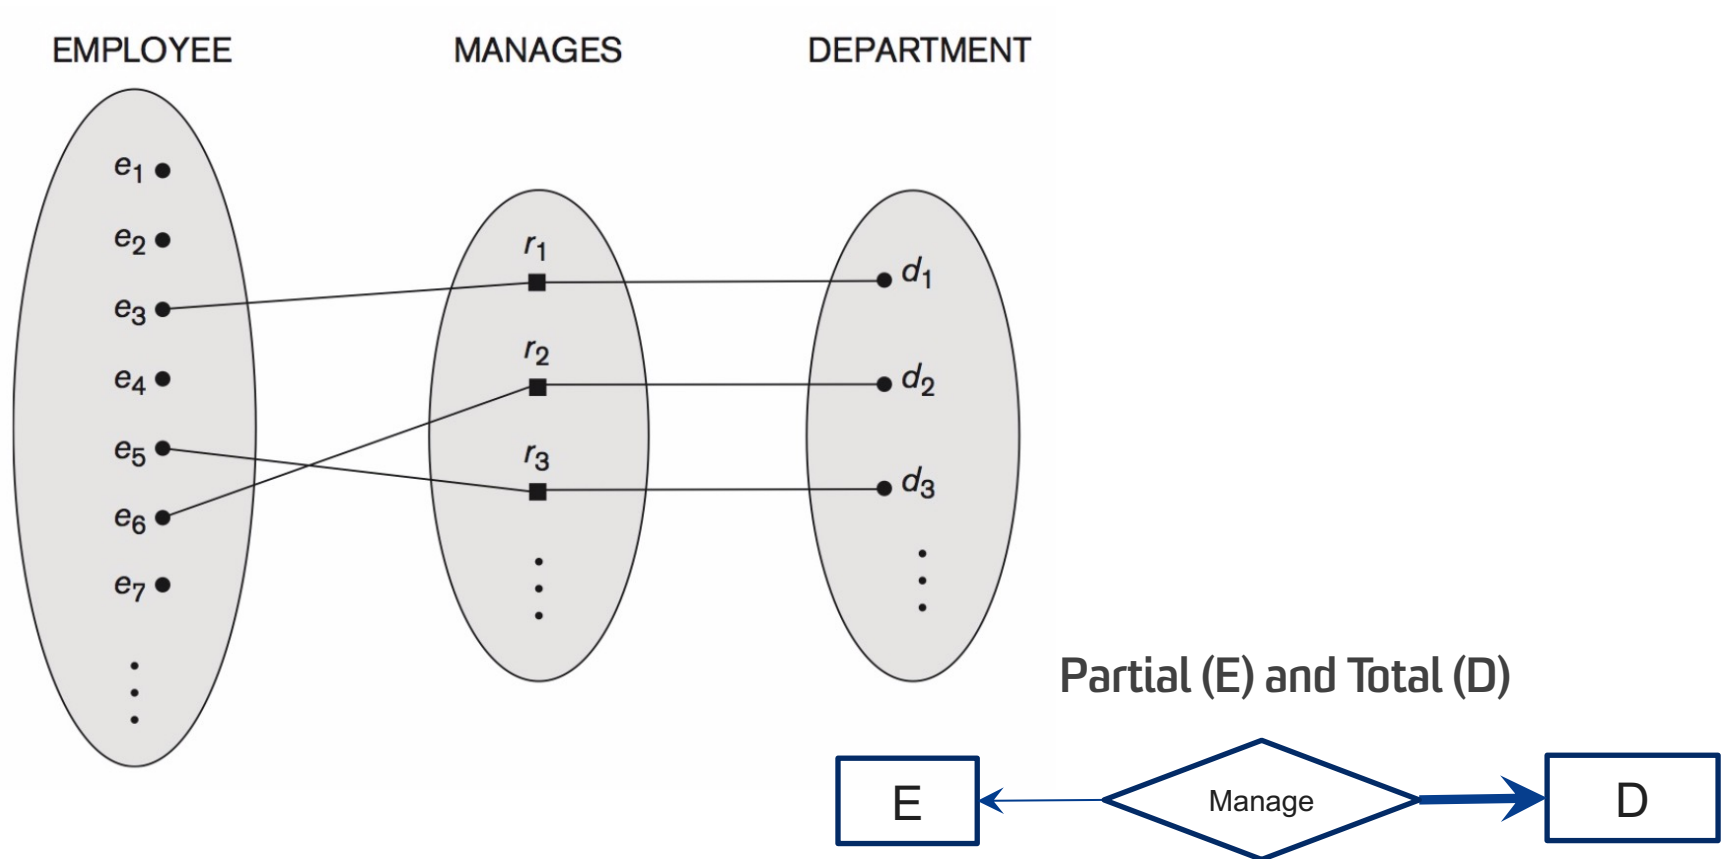 EMPLOYEE MANAGES DEPARTMENT
e1
e2
e3
e4
e5
e6
e7
r1
r2
r3
d1
d2
d3
Partial (E) and Total (D)
E Manage D